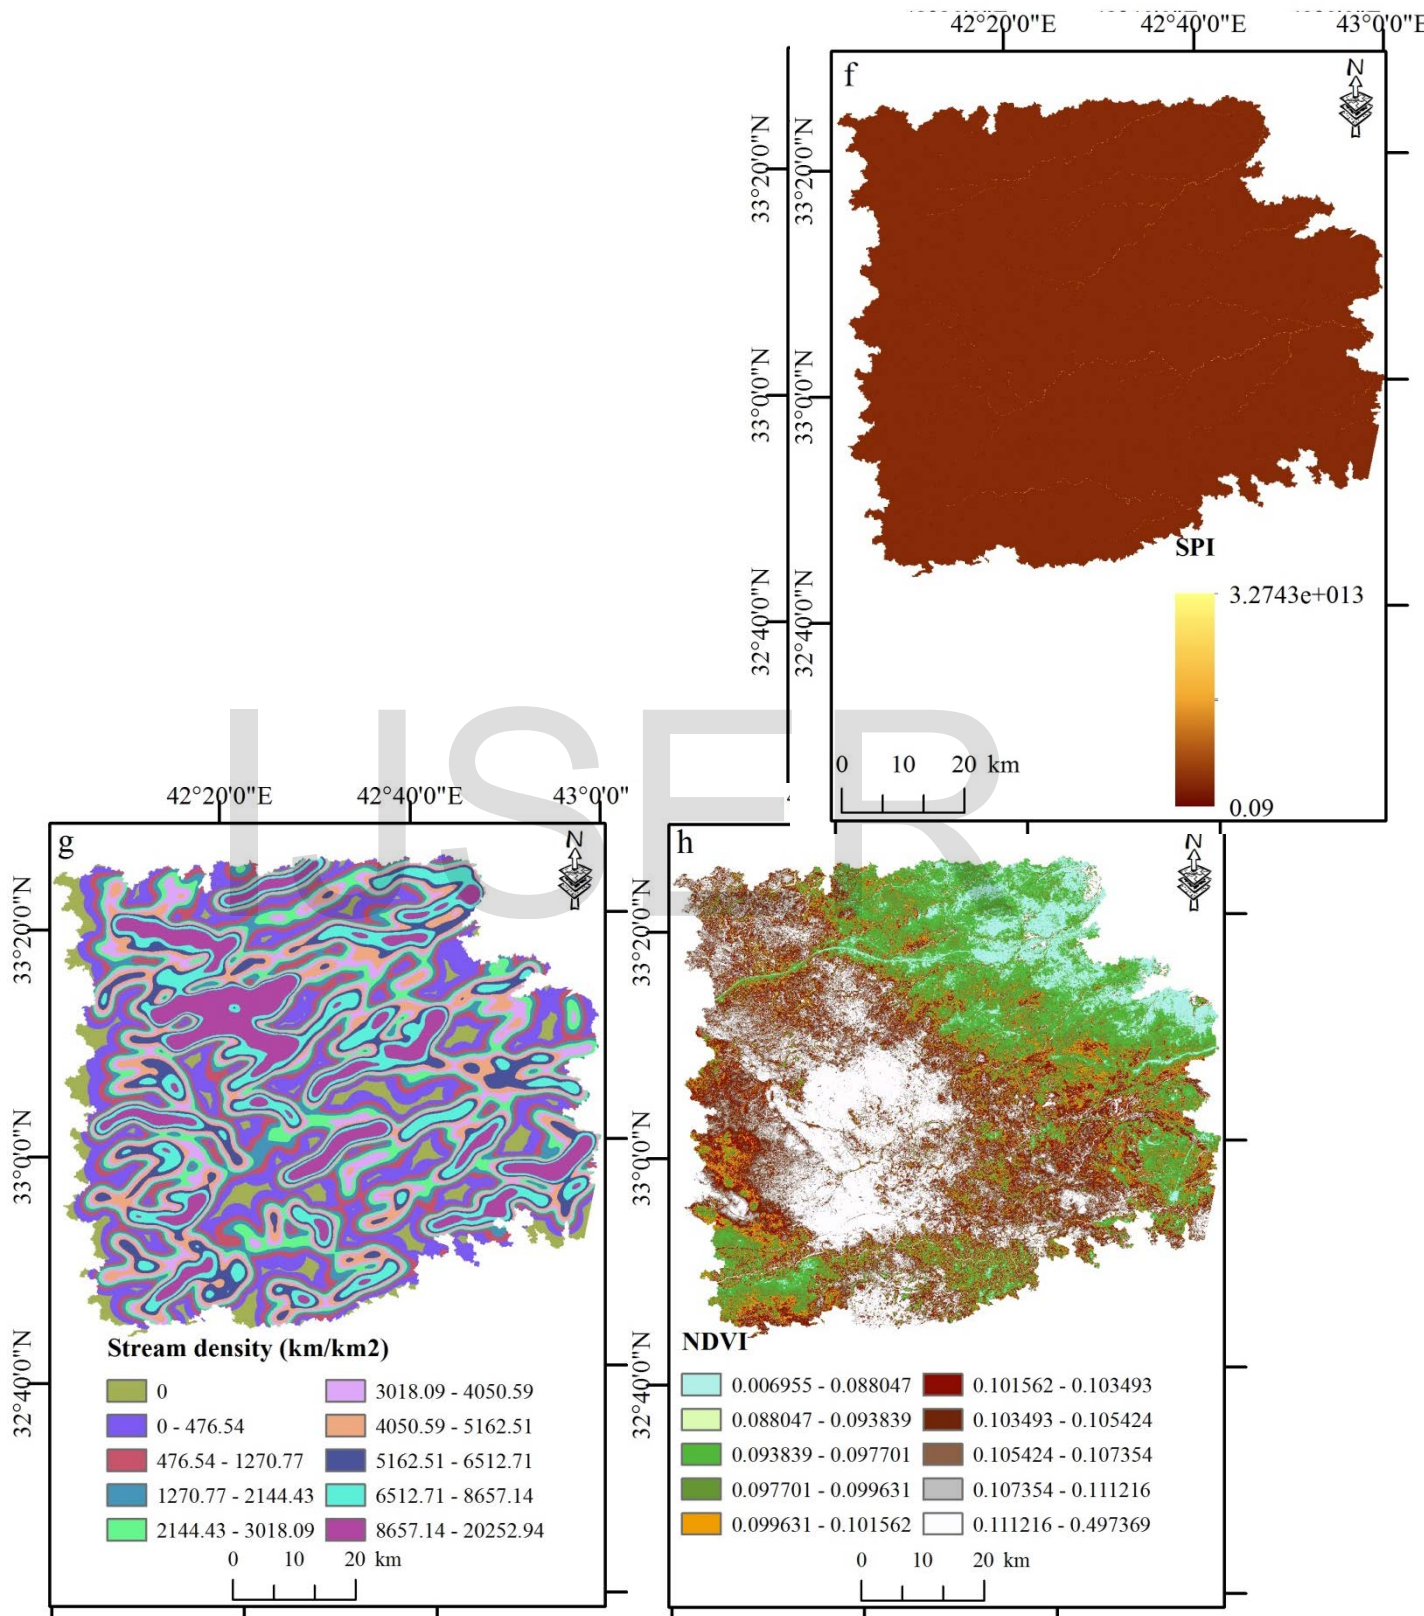 42°20'0"E 42°40'0"E 43°0'0"E
f
N
33°20'0"N 33°20'0"N
33°0'0"N 33°0'0"N
32°40'0"N 32°40'0"N
SPI
3.2743e+013
0.09
0 10 20 km
IJSER
42°20'0"E 42°40'0"E 43°0'0"
g
N
33°20'0"N
33°0'0"N
32°40'0"N
Stream density (km/km2)
0
0 - 476.54
476.54 - 1270.77
1270.77 - 2144.43
2144.43 - 3018.09
3018.09 - 4050.59
4050.59 - 5162.51
5162.51 - 6512.71
6512.71 - 8657.14
8657.14 - 20252.94
0 10 20 km
h
N
33°20'0"N
33°0'0"N
32°40'0"N
NDVI
0.006955 - 0.088047
0.088047 - 0.093839
0.093839 - 0.097701
0.097701 - 0.099631
0.099631 - 0.101562
0.101562 - 0.103493
0.103493 - 0.105424
0.105424 - 0.107354
0.107354 - 0.111216
0.111216 - 0.497369
0 10 20 km